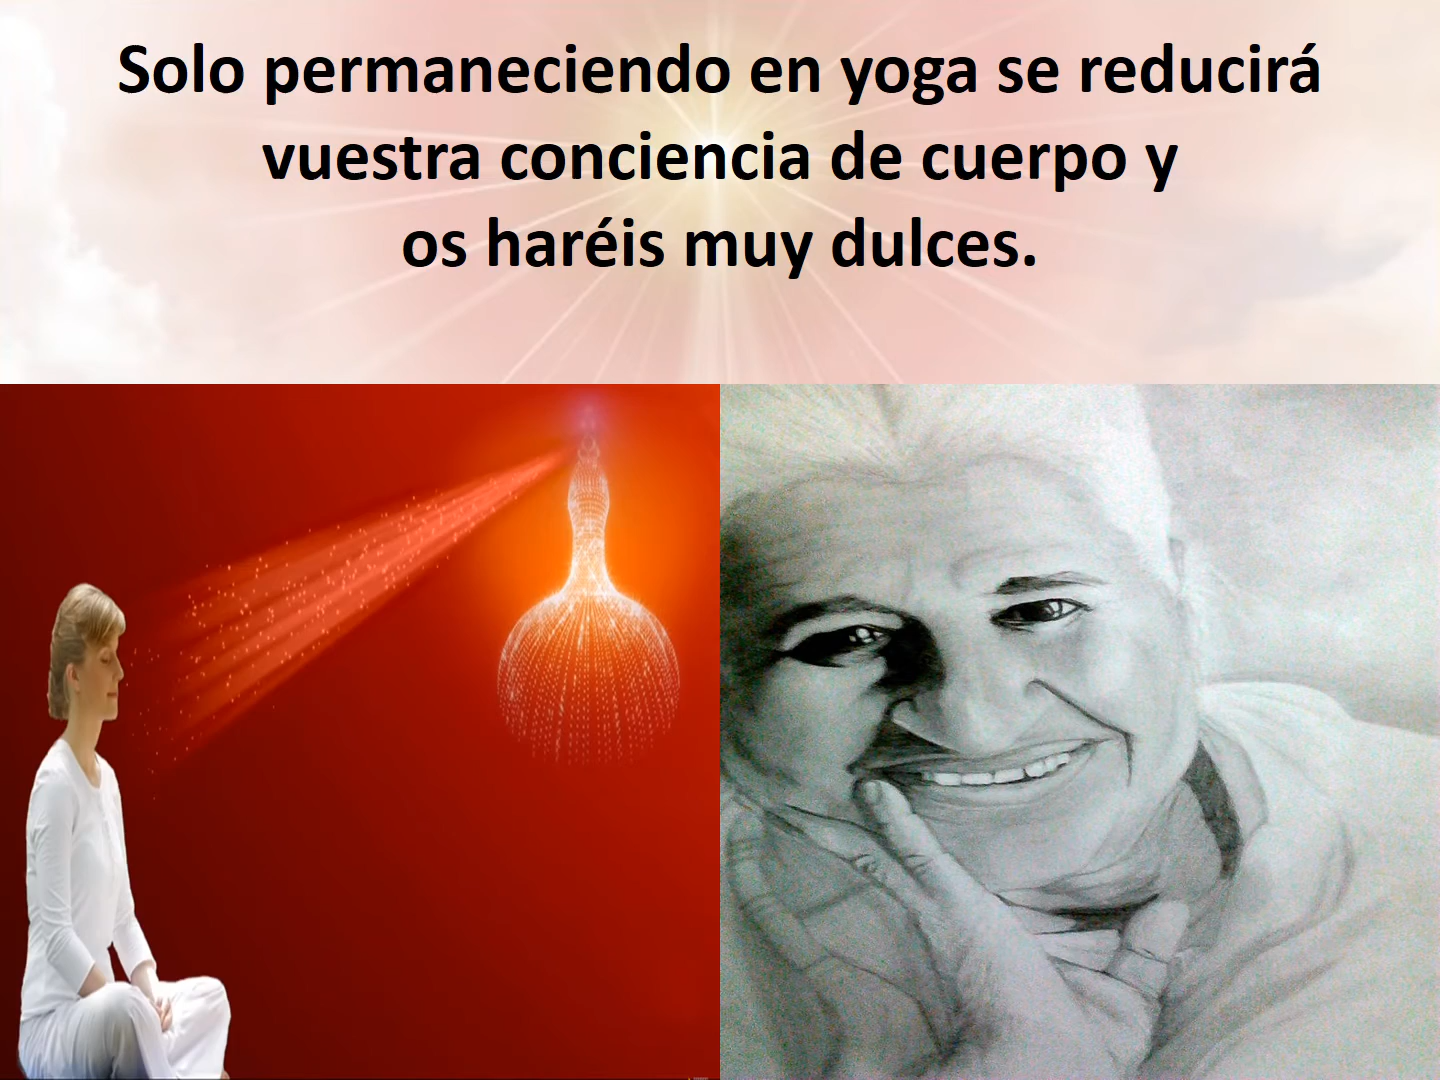 Solo permaneciendo en yoga se reducirá
vuestra conciencia de cuerpo y
os haréis muy dulces.